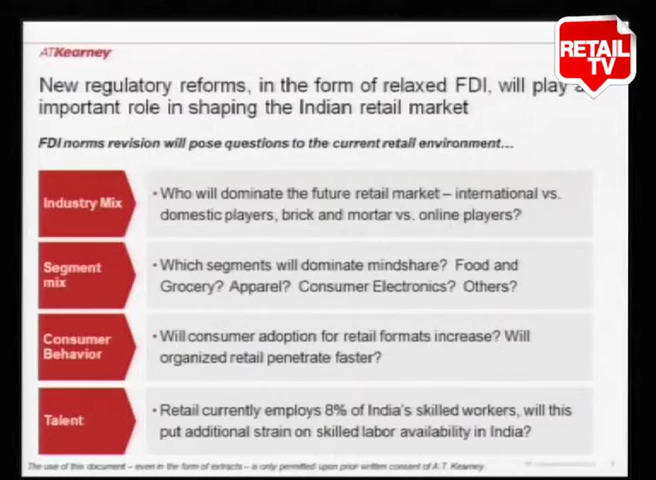 ATKearney
RETAIL
TV
New regulatory reforms, in the form of relaxed FDI, will play
important role in shaping the Indian retail market
FDI norms revision will pose questions to the current retail environment…
Industry Mix
• Who will dominate the future retail market – international vs.
domestic players, brick and mortar vs. online players?
Segment
mix
• Which segments will dominate mindshare? Food and
Grocery? Apparel? Consumer Electronics? Others?
Consumer
Behavior
• Will consumer adoption for retail formats increase? Will
organized retail penetrate faster?
Talent
• Retail currently employs 8% of India's skilled workers, will this
put additional strain on skilled labor availability in India?
The use of this document – even in the form of extracts – is only permitted upon prior written consent of A.T. Kearney.